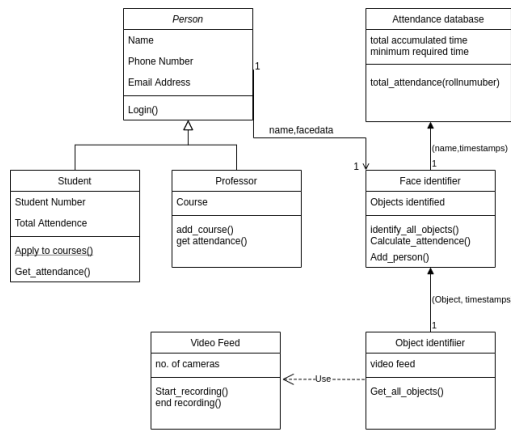 Person
Name
Phone Number
Email Address
Login()
Attendance database
total accumulated time
minimum required time
total_attendance(rollnumuber)
1
name,facedata
1
(name,timestamps)
1
Student
Student Number
Total Attendence
Apply to courses()
Get_attendance()
Professor
Course
add_course()
get attendance()
Face identifier
Objects identified
identify_all_objects()
Calculate_attendence()
Add_person()
(Object, timestamps
1
Video Feed
no. of cameras
Start_recording()
end recording()
Use
Object identifiier
video feed
Get_all_objects()